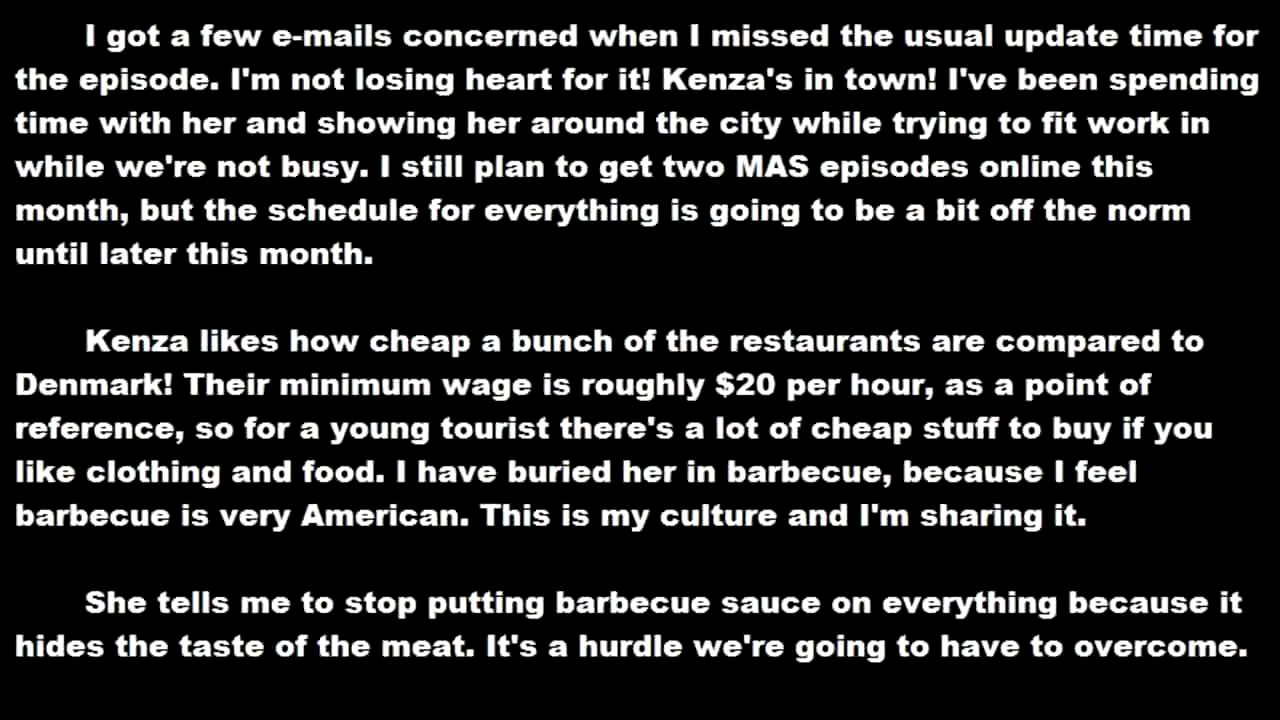 I got a few e-mails concerned when I missed the usual update time for
the episode. I'm not losing heart for it! Kenza's in town! I've been spending
time with her and showing her around the city while trying to fit work in
while we're not busy. I still plan to get two MAS episodes online this
month, but the schedule for everything is going to be a bit off the norm
until later this month.
Kenza likes how cheap a bunch of the restaurants are compared to
Denmark! Their minimum wage is roughly $20 per hour, as a point of
reference, so for a young tourist there's a lot of cheap stuff to buy if you
like clothing and food. I have buried her in barbecue, because I feel
barbecue is very American. This is my culture and I'm sharing it.
She tells me to stop putting barbecue sauce on everything because it
hides the taste of the meat. It's a hurdle we're going to have to overcome.